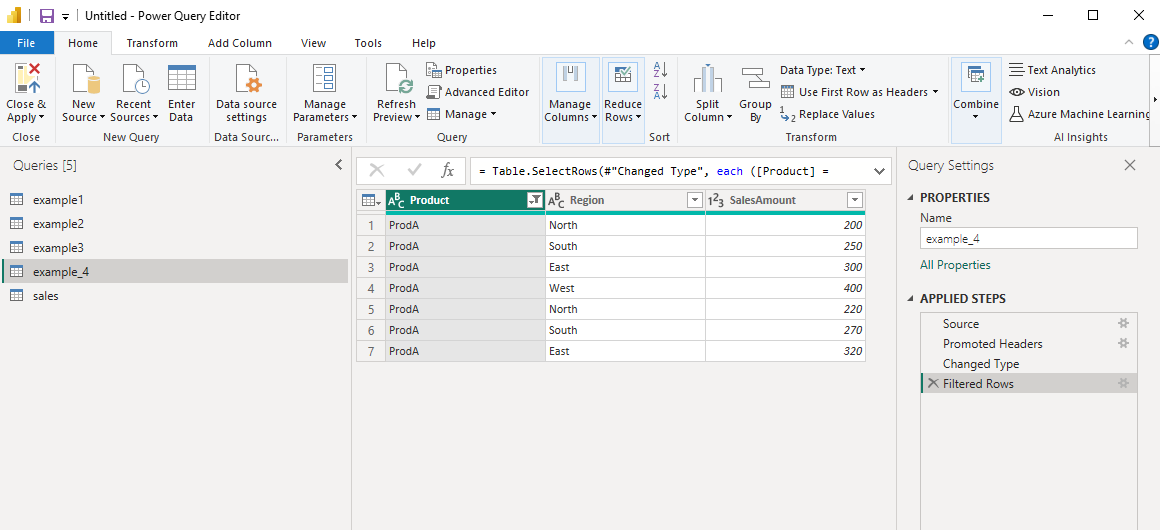 Untitled - Power Query Editor
File Home Transform Add Column View Tools Help
Close & Apply
Close
New Source
Recent Sources
Enter Data
New Query
Data source settings
Data Sourc...
Manage Parameters
Parameters
Refresh Preview
Properties
Advanced Editor
Manage
Query
Manage Columns
Reduce Rows
Sort
Split Column
Group By
Data Type: Text
Use First Row as Headers
Replace Values
Transform
Combine
Text Analytics
Vision
Azure Machine Learning
AI Insights
Queries [5]
example1
example2
example3
example_4
sales
= Table.SelectRows(#"Changed Type", each ([Product] =
Product Region SalesAmount
1 ProdA North 200
2 ProdA South 250
3 ProdA East 300
4 ProdA West 400
5 ProdA North 220
6 ProdA South 270
7 ProdA East 320
Query Settings
PROPERTIES
Name
example_4
All Properties
APPLIED STEPS
Source
Promoted Headers
Changed Type
Filtered Rows